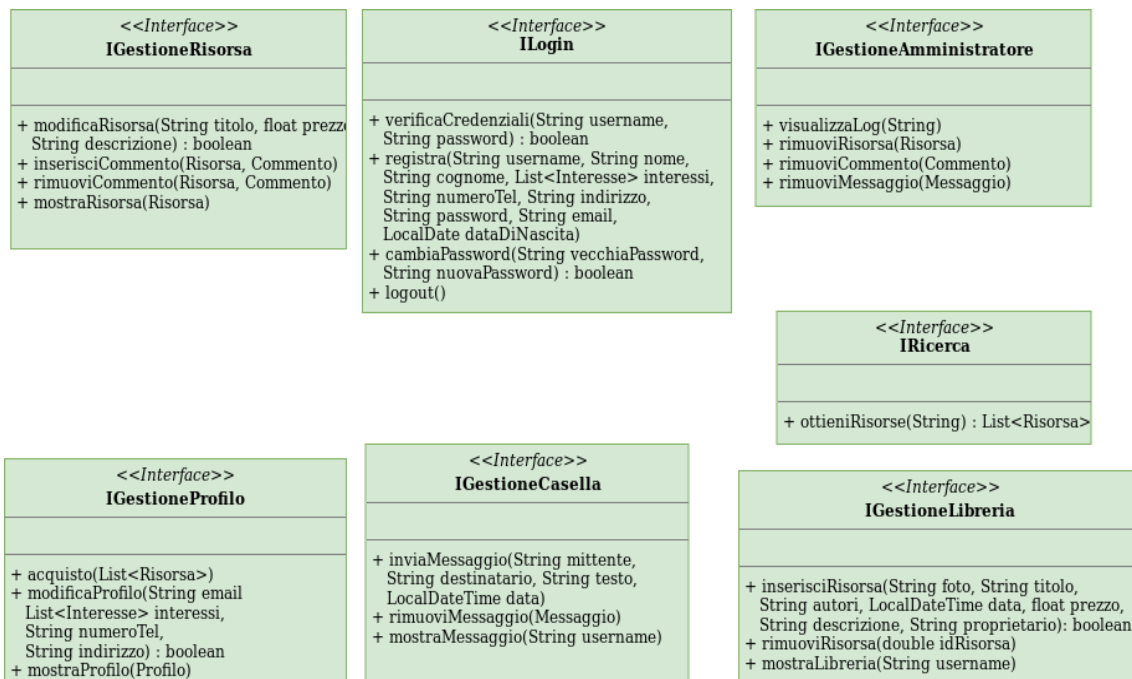 <<Interface>>
IGestioneRisorsa
+ modificaRisorsa(String titolo, float prezzo
String descrizione) : boolean
+ inserisciCommento(Risorsa, Commento)
+ rimuoviCommento(Risorsa, Commento)
+ mostraRisorsa(Risorsa)
<<Interface>>
ILogin
+ verificaCredenziali(String username,
String password) : boolean
+ registra(String username, String nome,
String cognome, List<Interesse> interessi,
String numeroTel, String indirizzo,
String password, String email,
LocalDate dataDiNascita)
+ cambiaPassword(String vecchiaPassword,
String nuovaPassword) : boolean
+ logout()
<<Interface>>
IGestioneAmministratore
+ visualizzaLog(String)
+ rimuoviRisorsa(Risorsa)
+ rimuoviCommento(Commento)
+ rimuoviMessaggio(Messaggio)
<<Interface>>
IRicerca
+ ottieniRisorse(String) : List<Risorsa>
<<Interface>>
IGestioneProfilo
+ acquisto(List<Risorsa>)
+ modificaProfilo(String email
List<Interesse> interessi,
String numeroTel,
String indirizzo) : boolean
+ mostraProfilo(Profilo)
<<Interface>>
IGestioneCasella
+ inviaMessaggio(String mittente,
String destinatario, String testo,
LocalDateTime data)
+ rimuoviMessaggio(Messaggio)
+ mostraMessaggio(String username)
<<Interface>>
IGestioneLibreria
+ inserisciRisorsa(String foto, String titolo,
String autori, LocalDateTime data, float prezzo,
String descrizione, String proprietario): boolean
+ rimuoviRisorsa(double idRisorsa)
+ mostraLibreria(String username)